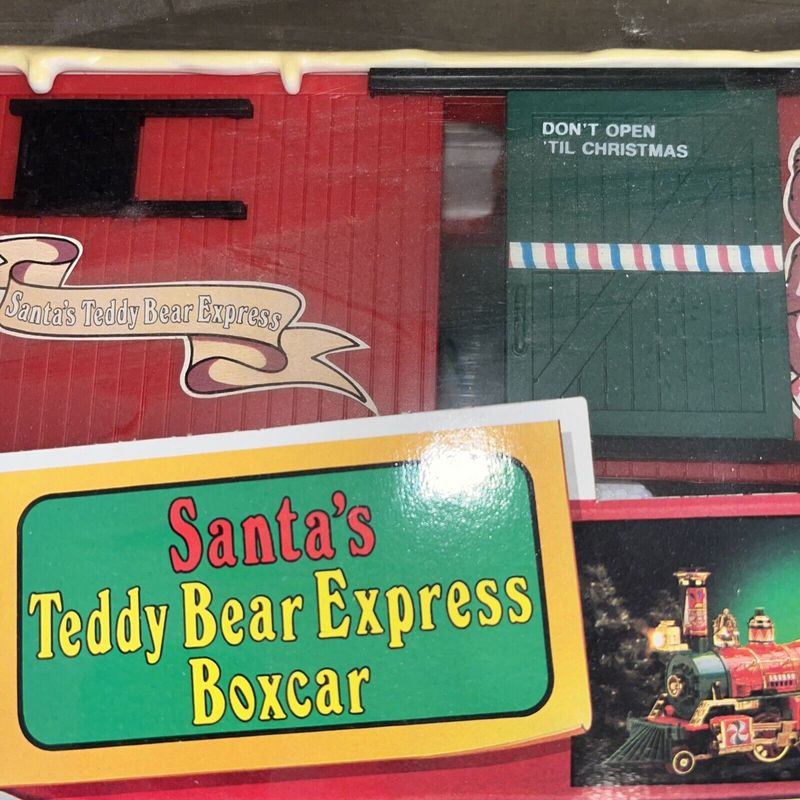 DON'T OPEN
'TIL CHRISTMAS
Santa's Teddy Bear Express
Santa's
Teddy Bear Express
Boxcar